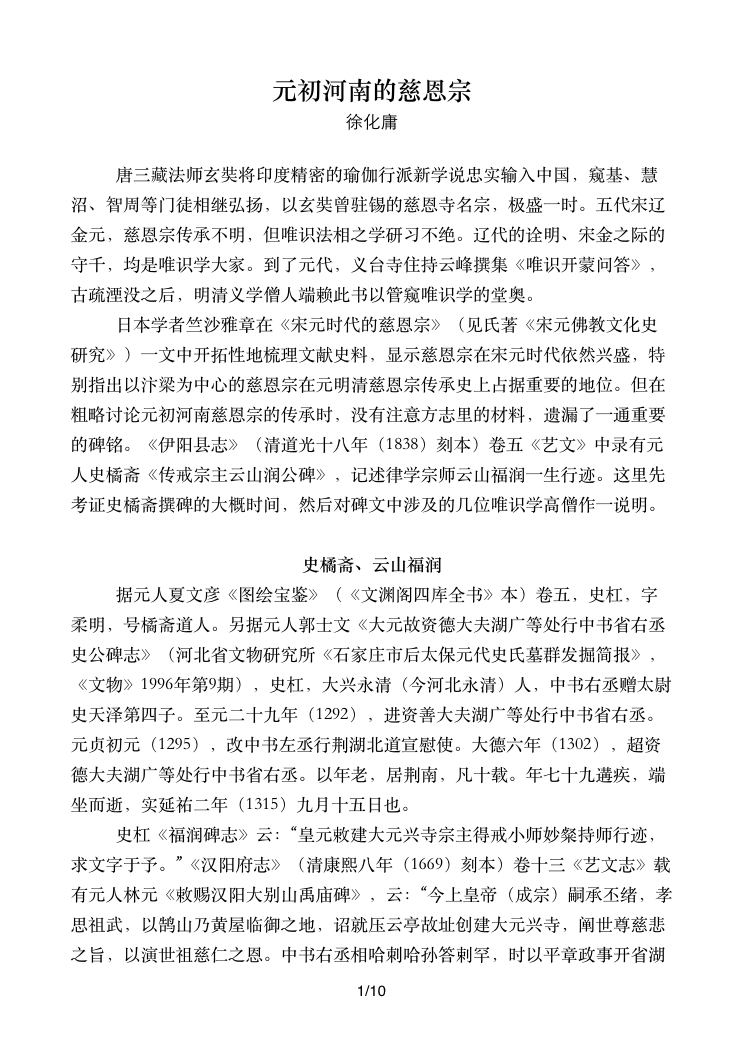 元初河南的慈恩宗
徐化庸
唐三藏法师玄奘将印度精密的瑜伽行派新学说忠实输入中国，窥基、慧
沼、智周等门徒相继弘扬，以玄奘曾驻锡的慈恩寺名宗，极盛一时。五代宋辽
金元，慈恩宗传承不明，但唯识法相之学研习不绝。辽代的诠明、宋金之际的
守千，均是唯识学大家。到了元代，义台寺住持云峰撰集《唯识开蒙问答》，
古疏湮没之后，明清义学僧人端赖此书以管窥唯识学的堂奥。
日本学者竺沙雅章在《宋元时代的慈恩宗》（见氏著《宋元佛教文化史
研究》）一文中开拓性地梳理文献史料，显示慈恩宗在宋元时代依然兴盛，特
别指出以汴梁为中心的慈恩宗在元明清慈恩宗传承史上占据重要的地位。但在
粗略讨论元初河南慈恩宗的传承时，没有注意方志里的材料，遗漏了一通重要
的碑铭。《伊阳县志》（清道光十八年（1838）刻本）卷五《艺文》中录有元
人史橘斋《传戒宗主云山润公碑》，记述律学宗师云山福润一生行迹。这里先
考证史橘斋撰碑的大概时间，然后对碑文中涉及的几位唯识学高僧作一说明。
史橘斋、云山福润
据元人夏文彦《图绘宝鉴》（《文渊阁四库全书》本）卷五，史杠，字
柔明，号橘斋道人。另据元人郭士文《大元故资德大夫湖广等处行中书省右丞
史公碑志》（河北省文物研究所《石家庄市后太保元代史氏墓群发掘简报》，
《文物》1996年第9期），史杠，大兴永清（今河北永清）人，中书右丞赠太尉
史天泽第四子。至元二十九年（1292），进资善大夫湖广等处行中书省右丞。
元贞初元（1295），改中书左丞行荆湖北道宣慰使。大德六年（1302），超资
德大夫湖广等处行中书省右丞。以年老，居荆南，凡十载。年七十九遘疾，端
坐而逝，实延祐二年（1315）九月十五日也。
史杠《福润碑志》云：“皇元敕建大元兴寺宗主得戒小师妙粲持师行迹，
求文字于予。”《汉阳府志》（清康熙八年（1669）刻本）卷十三《艺文志》载
有元人林元《敕赐汉阳大别山禹庙碑》，云：“今上皇帝（成宗）嗣承丕绪，孝
思祖武，以鹄山乃黄屋临御之地，诏就压云亭故址创建大元兴寺，阐世尊慈悲
之旨，以演世祖慈仁之恩。中书右丞相哈剌哈孙答剌罕，时以平章政事开省湖
1/10